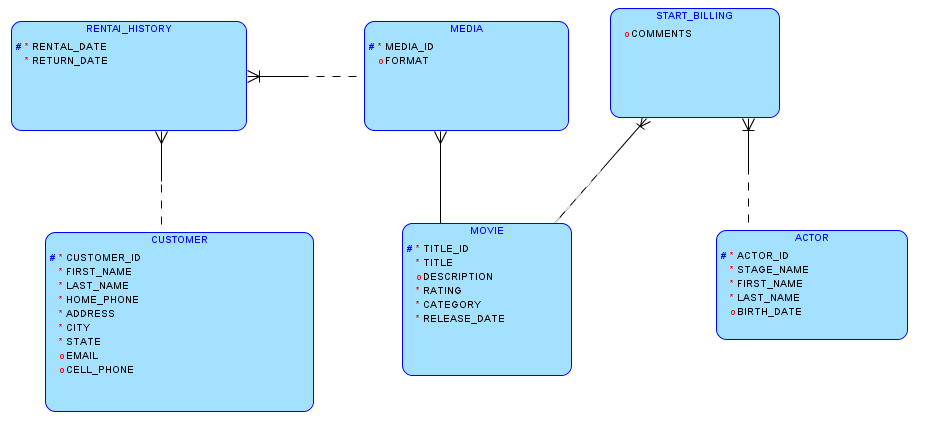 RENTAl_HISTORY
# * RENTAL_DATE
* RETURN_DATE
MEDIA
# * MEDIA_ID
o FORMAT
START_BILLING
o COMMENTS
CUSTOMER
# * CUSTOMER_ID
* FIRST_NAME
* LAST_NAME
* HOME_PHONE
* ADDRESS
* CITY
* STATE
o EMAIL
o CELL_PHONE
MOVIE
# * TITLE_ID
* TITLE
o DESCRIPTION
* RATING
* CATEGORY
* RELEASE_DATE
ACTOR
# * ACTOR_ID
* STAGE_NAME
* FIRST_NAME
* LAST_NAME
o BIRTH_DATE